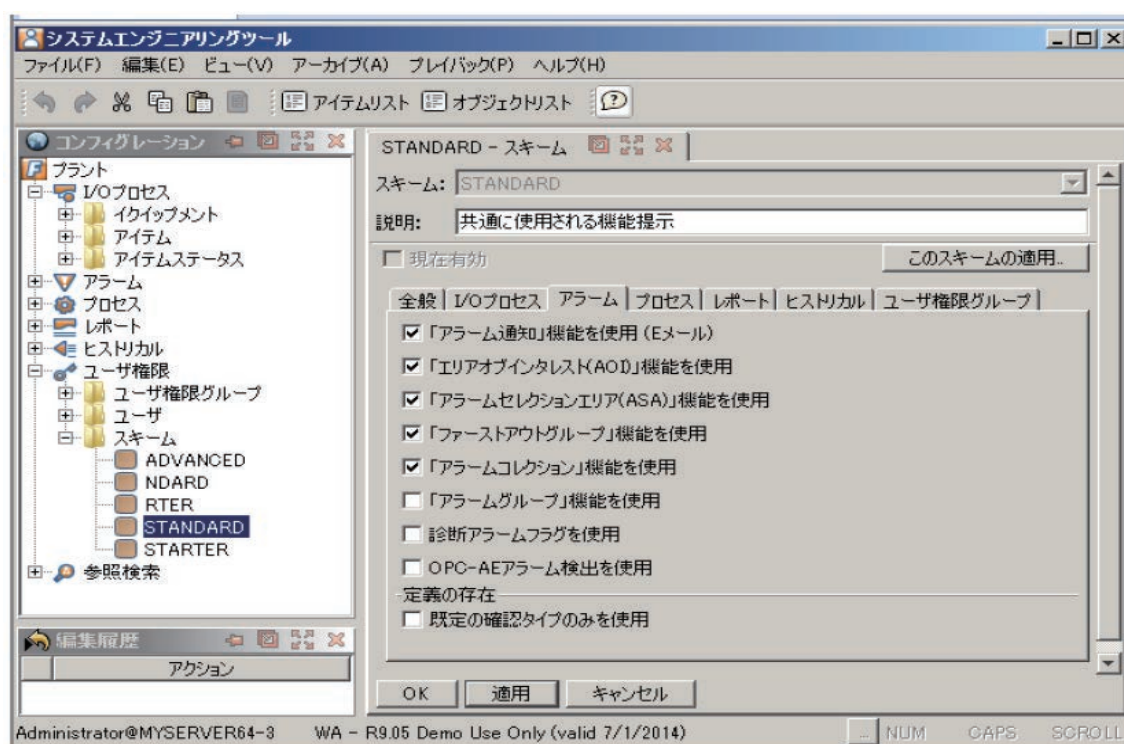 システムエンジニアリングツール
ファイル(F) 編集(E) ビュー(V) アーカイブ(A) プレイバック(P) ヘルプ(H)
アイテムリスト オブジェクトリスト
コンフィグレーション
プラント
I/Oプロセス
イクイップメント
アイテム
アイテムステータス
アラーム
プロセス
レポート
ヒストリカル
ユーザ権限
ユーザ権限グループ
ユーザ
スキーム
ADVANCED
NDARD
RTER
STANDARD
STARTER
参照検索
編集履歴
アクション
STANDARD - スキーム
スキーム: STANDARD
説明: 共通に使用される機能提示
現在有効 このスキームの適用..
全般 I/Oプロセス アラーム プロセス レポート ヒストリカル ユーザ権限グループ
「アラーム通知」機能を使用 (Eメール)
「エリアオブインタレスト(AOI)」機能を使用
「アラームセレクションエリア(ASA)」機能を使用
「ファーストアウトグループ」機能を使用
「アラームコレクション」機能を使用
「アラームグループ」機能を使用
診断アラームフラグを使用
OPC-AEアラーム検出を使用
定義の存在
既定の確認タイプのみを使用
OK 適用 キャンセル
Administrator@MYSERVER64-3 WA - R9.05 Demo Use Only (valid 7/1/2014) ... NUM CAPS SCROLL